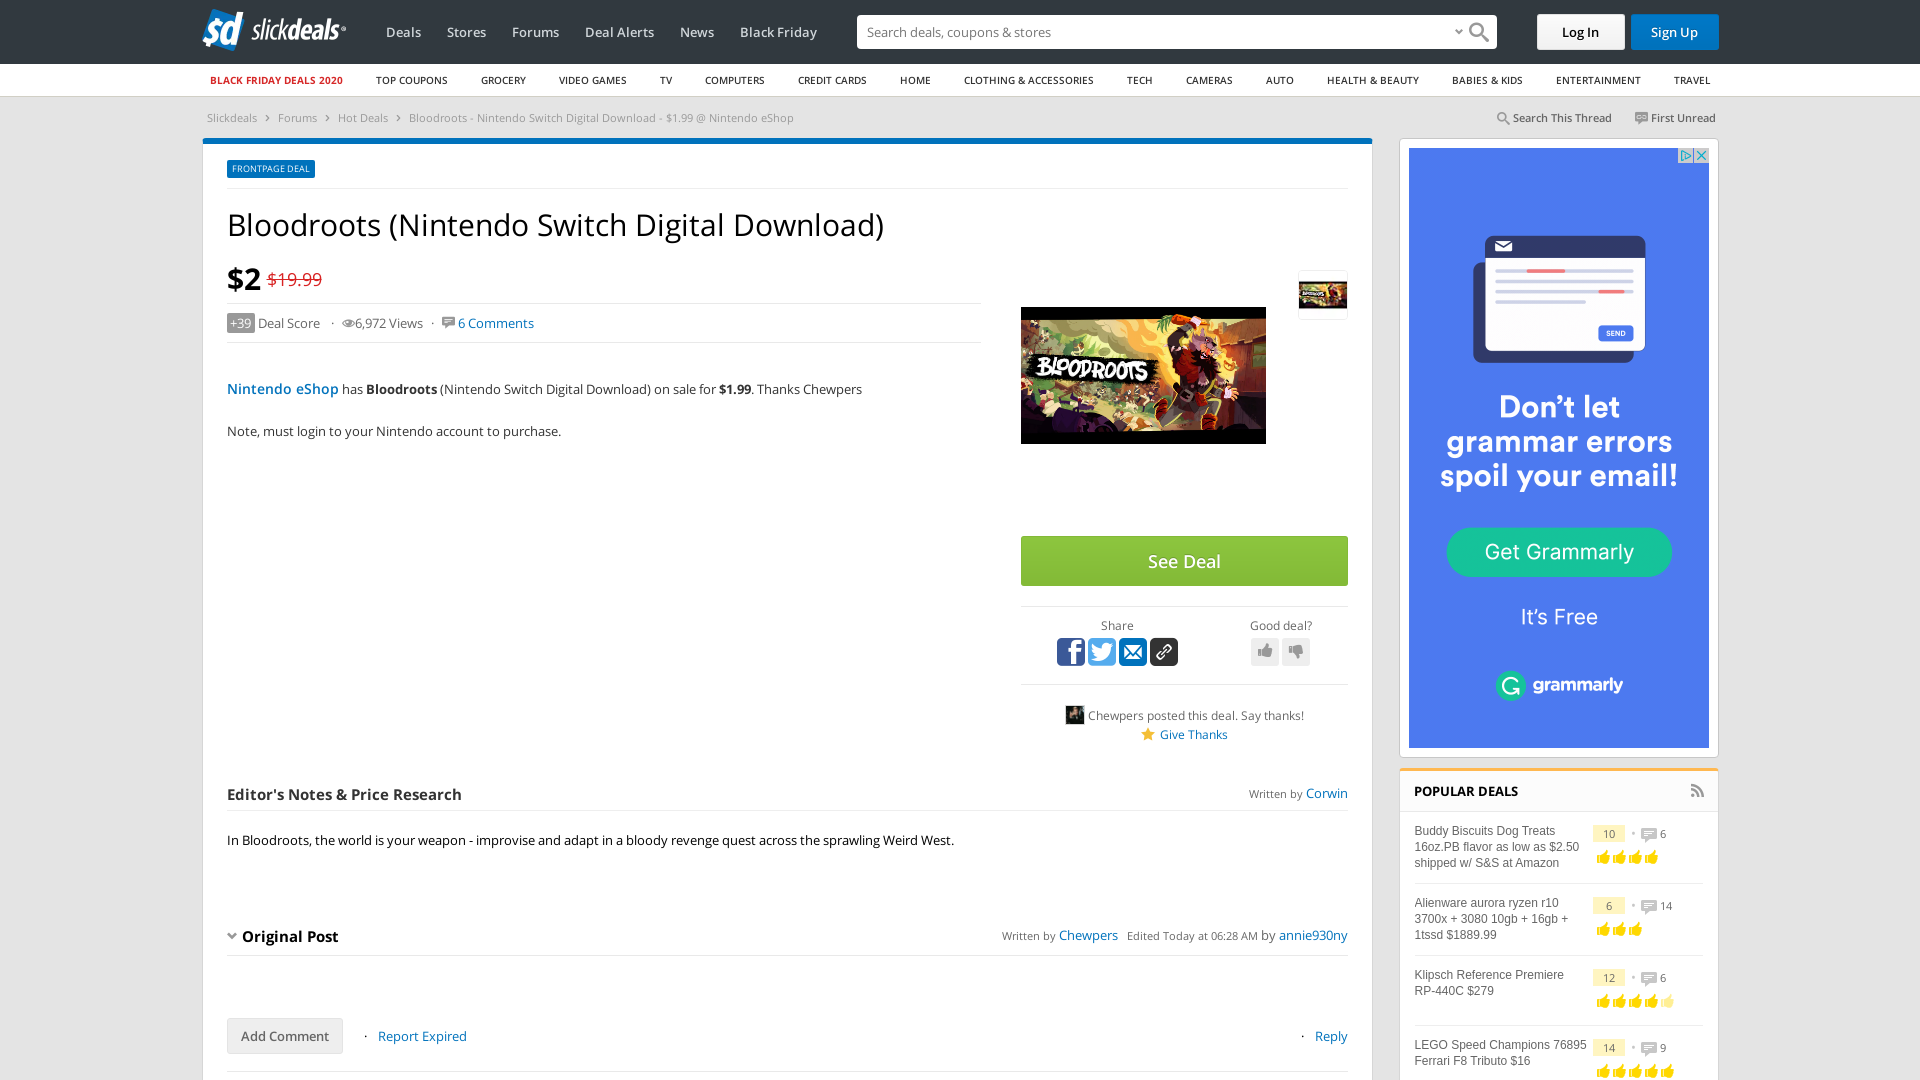 sd slickdeals
Deals Stores Forums Deal Alerts News Black Friday
Search deals, coupons & stores
Log In Sign Up
BLACK FRIDAY DEALS 2020 TOP COUPONS GROCERY VIDEO GAMES TV COMPUTERS CREDIT CARDS HOME CLOTHING & ACCESSORIES TECH CAMERAS AUTO HEALTH & BEAUTY BABIES & KIDS ENTERTAINMENT TRAVEL
Slickdeals › Forums › Hot Deals › Bloodroots - Nintendo Switch Digital Download - $1.99 @ Nintendo eShop
Search This Thread First Unread
FRONTPAGE DEAL
Bloodroots (Nintendo Switch Digital Download)
$2 $19.99
+39 Deal Score · 6,972 Views · 6 Comments
Nintendo eShop has Bloodroots (Nintendo Switch Digital Download) on sale for $1.99. Thanks Chewpers
Note, must login to your Nintendo account to purchase.
BLOODROOTS
BLOODROOTS
See Deal
Share Good deal?
Chewpers posted this deal. Say thanks!
Give Thanks
Editor's Notes & Price Research
Written by Corwin
In Bloodroots, the world is your weapon - improvise and adapt in a bloody revenge quest across the sprawling Weird West.
Original Post
Written by Chewpers Edited Today at 06:28 AM by annie930ny
Add Comment · Report Expired
· Reply
SEND
Don't let
grammar errors
spoil your email!
Get Grammarly
It's Free
grammarly
POPULAR DEALS
Buddy Biscuits Dog Treats
16oz.PB flavor as low as $2.50
shipped w/ S&S at Amazon
10 • 6
Alienware aurora ryzen r10
3700x + 3080 10gb + 16gb +
1tssd $1889.99
6 • 14
Klipsch Reference Premiere
RP-440C $279
12 • 6
LEGO Speed Champions 76895
Ferrari F8 Tributo $16
14 • 9